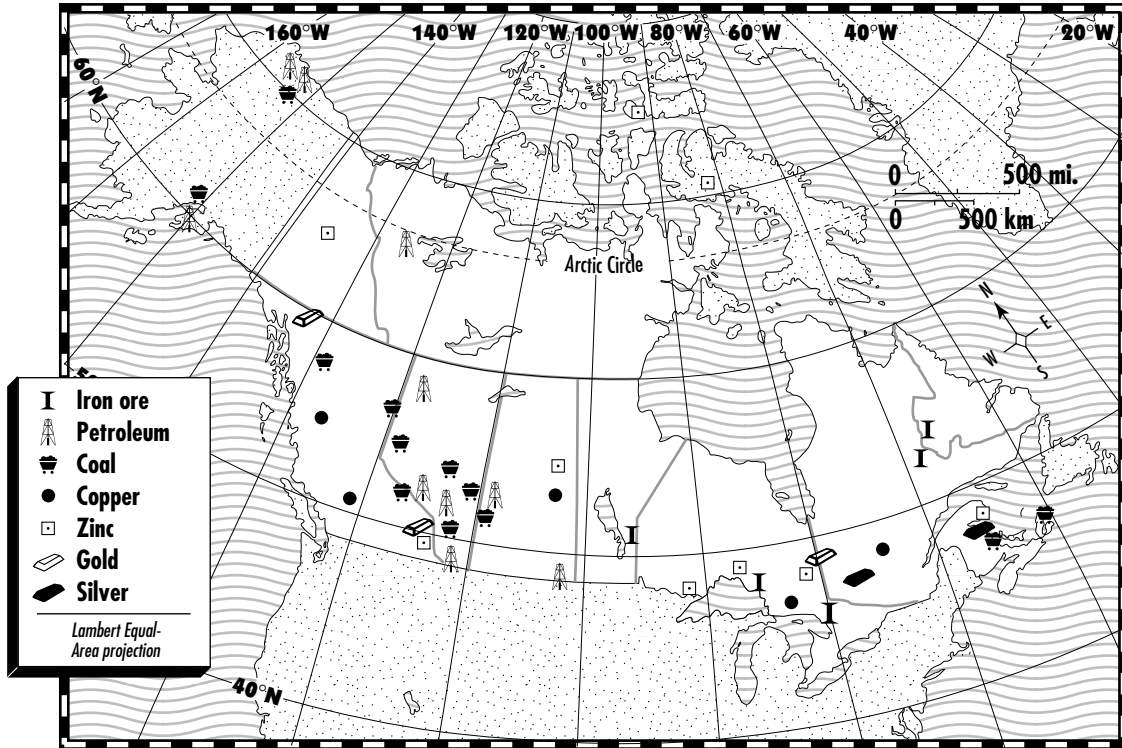 160°W
140°W
120°W
100°W
80°W
60°W
40°W
20°W
60°N
0 500 mi.
0 500 km
Arctic Circle
N
E
W
S
Iron ore
Petroleum
Coal
Copper
Zinc
Gold
Silver
Lambert Equal-
Area projection
40°N